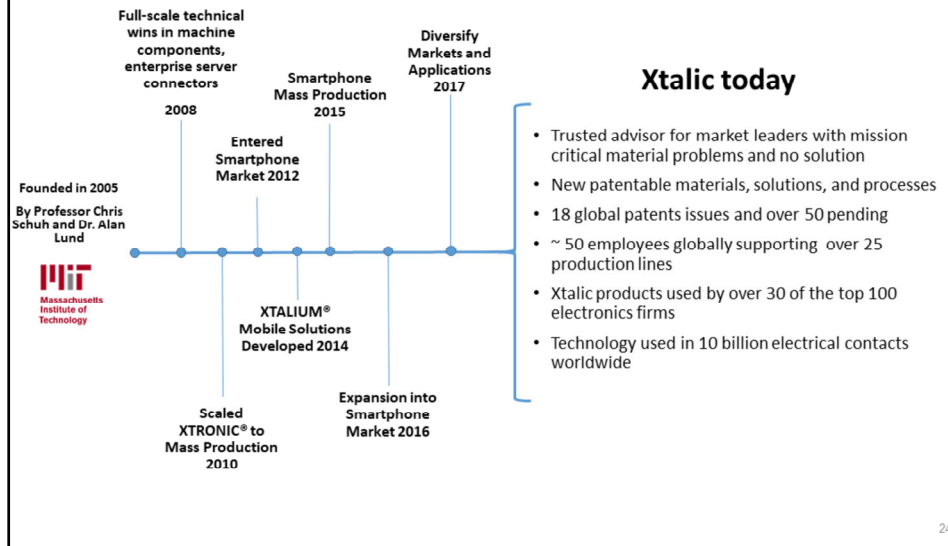 Full-scale technical
wins in machine
components,
enterprise server
connectors
2008
Diversify
Markets and
Applications
2017
Smartphone
Mass Production
2015
Entered
Smartphone
Market 2012
Founded in 2005
By Professor Chris
Schuh and Dr. Alan
Lund
MIT
Massachusetts
Institute of
Technology
XTALIUM®
Mobile Solutions
Developed 2014
Scaled
XTRONIC® to
Mass Production
2010
Expansion into
Smartphone
Market 2016
Xtalic today
• Trusted advisor for market leaders with mission
critical material problems and no solution
• New patentable materials, solutions, and processes
• 18 global patents issues and over 50 pending
• ~ 50 employees globally supporting over 25
production lines
• Xtalic products used by over 30 of the top 100
electronics firms
• Technology used in 10 billion electrical contacts
worldwide